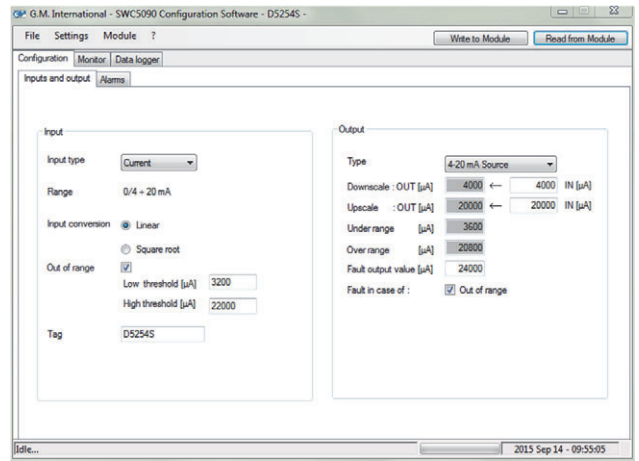 G.M. International - SWC5090 Configuration Software - D5254S -
File Settings Module ? Write to Module Read from Module
Configuration Monitor Data logger
Inputs and output Alarms
Input
Input type Current
Range 0/4 ÷ 20 mA
Input conversion Linear
Square root
Out of range
Low threshold [µA] 3200
High threshold [µA] 22000
Tag D5254S
Output
Type 4-20 mA Source
Downscale : OUT [µA] 4000 ← 4000 IN [µA]
Upscale : OUT [µA] 20000 ← 20000 IN [µA]
Under range [µA] 3600
Over range [µA] 20800
Fault output value [µA] 24000
Fault in case of : Out of range
Idle... 2015 Sep 14 - 09:55:05